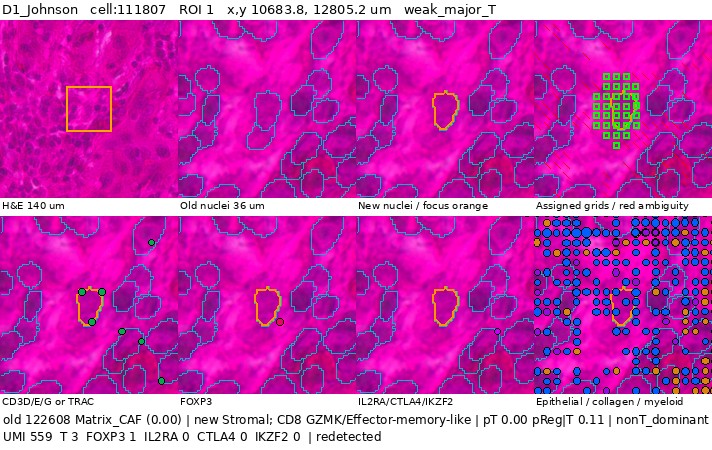 D1_Johnson cell:111807 ROI 1 x,y 10683.8, 12805.2 um weak_major_T
H&E 140 um
Old nuclei 36 um
New nuclei / focus orange
Assigned grids / red ambiguity
CD3D/E/G or TRAC
FOXP3
IL2RA/CTLA4/IKZF2
Epithelial / collagen / myeloid
old 122608 Matrix_CAF (0.00) | new Stromal; CD8 GZMK/Effector-memory-like | pT 0.00 pReg|T 0.11 | nonT_dominant
UMI 559 T 3 FOXP3 1 IL2RA 0 CTLA4 0 IKZF2 0 | redetected